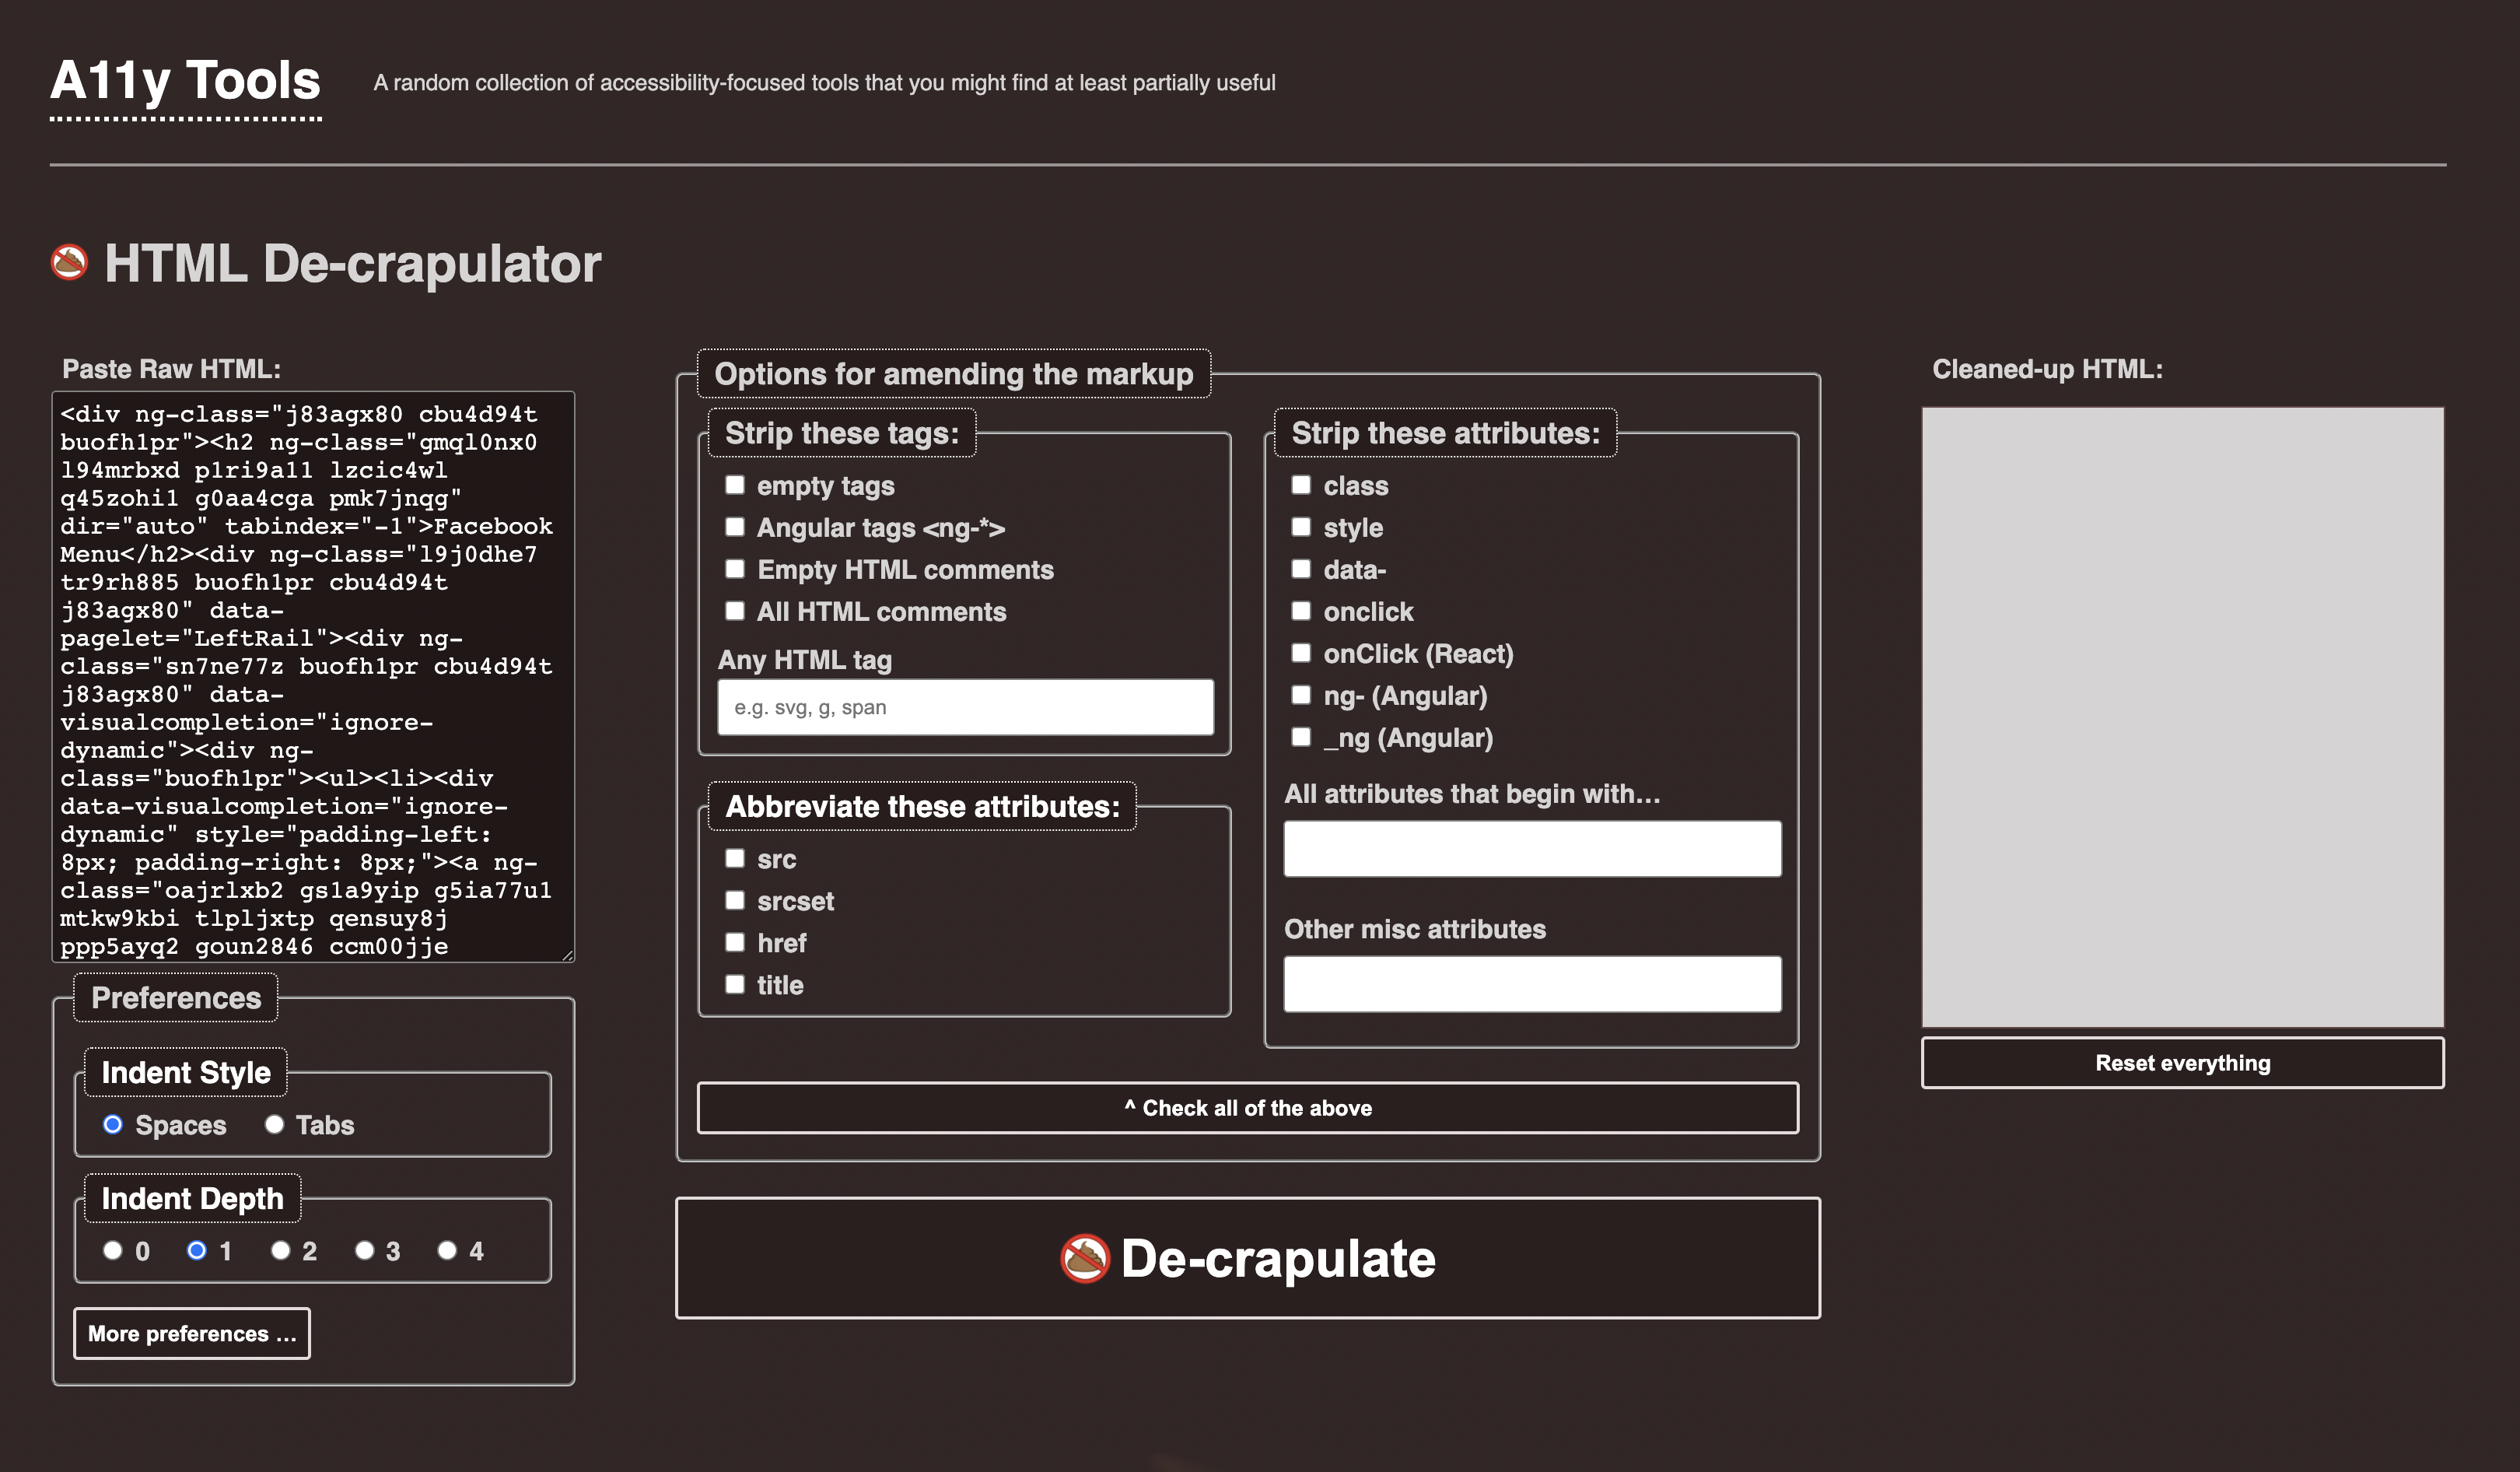 A11y Tools
A random collection of accessibility-focused tools that you might find at least partially useful
HTML De-crapulator
Paste Raw HTML:
<div ng-class="j83agx80 cbu4d94t
buofh1pr"><h2 ng-class="gmql0nx0
l94mrbxd p1ri9a11 lzcic4wl
q45zohi1 g0aa4cga pmk7jnqg"
dir="auto" tabindex="-1">Facebook
Menu</h2><div ng-class="l9j0dhe7
tr9rh885 buofh1pr cbu4d94t
j83agx80" data-
pagelet="LeftRail"><div ng-
class="sn7ne77z buofh1pr cbu4d94t
j83agx80" data-
visualcompletion="ignore-
dynamic"><div ng-
class="buofh1pr"><ul><li><div
data-visualcompletion="ignore-
dynamic" style="padding-left:
8px; padding-right: 8px;"><a ng-
class="oajrlxb2 gs1a9yip g5ia77u1
mtkw9kbi tlpljxtp qensuy8j
ppp5ayq2 goun2846 ccm00jje
Preferences
Indent Style
Spaces
Tabs
Indent Depth
0
1
2
3
4
More preferences ...
Options for amending the markup
Strip these tags:
empty tags
Angular tags <ng-*>
Empty HTML comments
All HTML comments
Any HTML tag
e.g. svg, g, span
Abbreviate these attributes:
src
srcset
href
title
Strip these attributes:
class
style
data-
onclick
onClick (React)
ng- (Angular)
_ng (Angular)
All attributes that begin with…
Other misc attributes
^ Check all of the above
De-crapulate
Cleaned-up HTML:
Reset everything